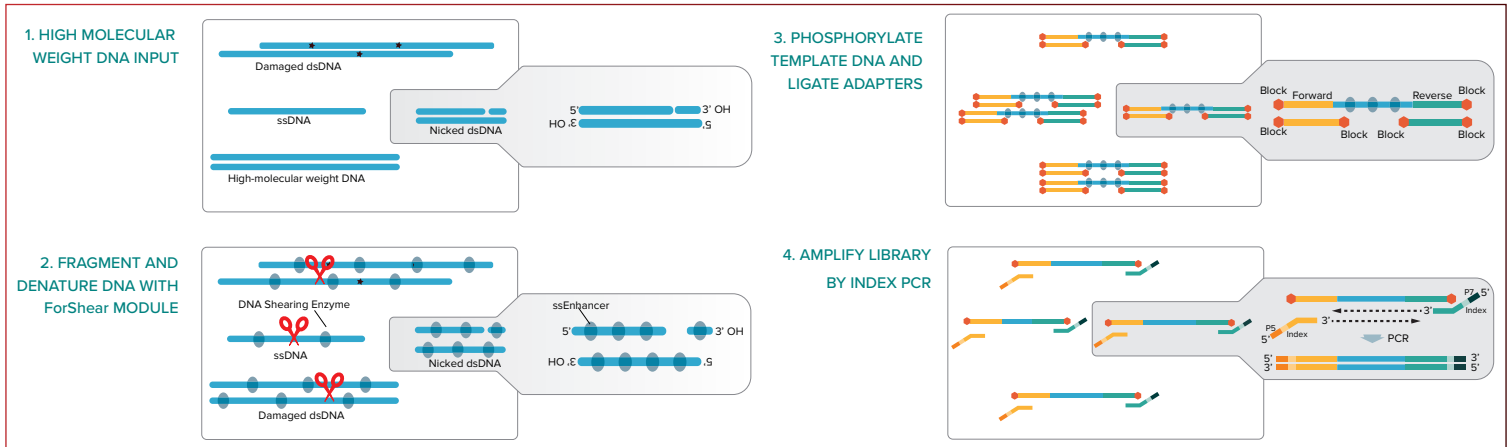 1. HIGH MOLECULAR
WEIGHT DNA INPUT
Damaged dsDNA
ssDNA
High-molecular weight DNA
Nicked dsDNA
5'
3' OH
HO 3'
5'
2. FRAGMENT AND
DENATURE DNA WITH
ForShear MODULE
DNA Shearing Enzyme
ssDNA
Damaged dsDNA
Nicked dsDNA
ssEnhancer
5'
3' OH
HO 3'
5'
3. PHOSPHORYLATE
TEMPLATE DNA AND
LIGATE ADAPTERS
Block
Forward
Reverse
Block
Block
Block
Block
Block
4. AMPLIFY LIBRARY
BY INDEX PCR
P7
5'
3'
Index
3'
P5
Index
5'
PCR
5'
3'
3'
5'